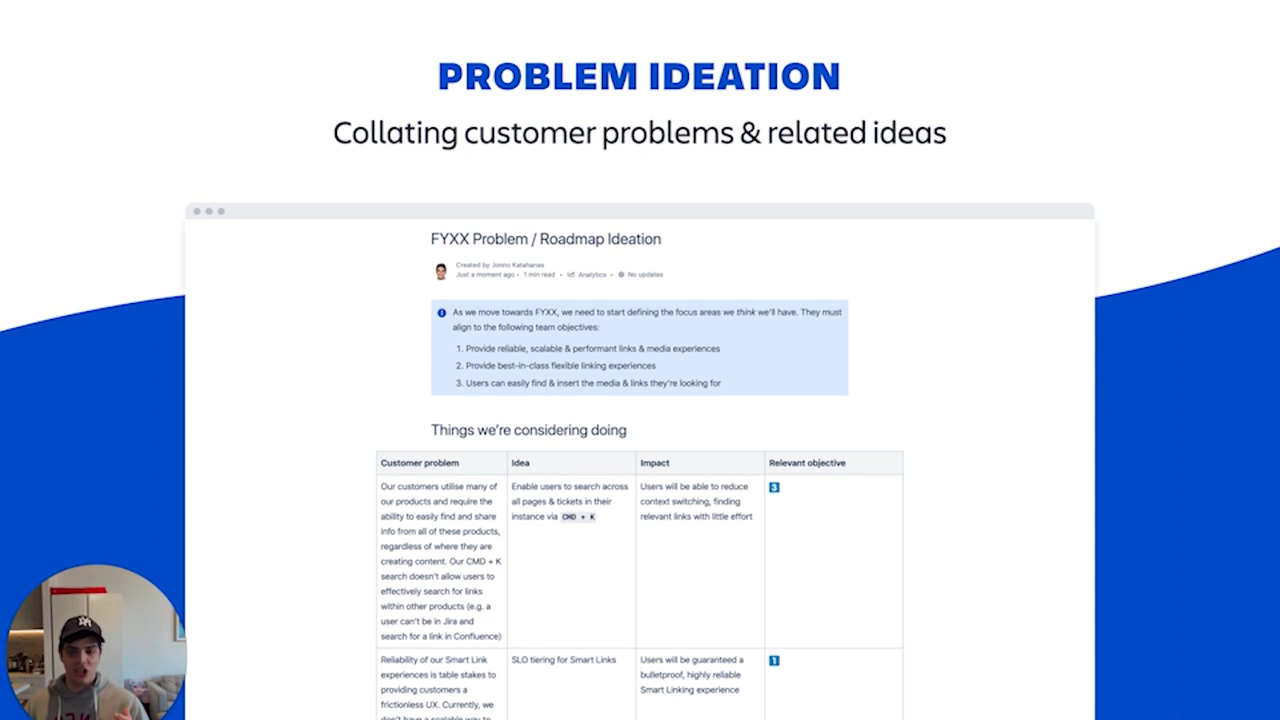 PROBLEM IDEATION
Collating customer problems & related ideas
FYXX Problem / Roadmap Ideation
Created by Jonno Katahanas
Just a moment ago • 1 min read • Analytics • No updates
As we move towards FYXX, we need to start defining the focus areas we think we'll have. They must
align to the following team objectives:
1. Provide reliable, scalable & performant links & media experiences
2. Provide best-in-class flexible linking experiences
3. Users can easily find & insert the media & links they're looking for
Things we're considering doing
Customer problem
Idea
Impact
Relevant objective
Our customers utilise many of
our products and require the
ability to easily find and share
info from all of these products,
regardless of where they are
creating content. Our CMD + K
search doesn't allow users to
effectively search for links
within other products (e.g. a
user can't be in Jira and
search for a link in Confluence)
Enable users to search across
all pages & tickets in their
instance via CMD + K
Users will be able to reduce
context switching, finding
relevant links with little effort
3
Reliability of our Smart Link
experiences is table stakes to
providing customers a
frictionless UX. Currently, we
don't have a scalable way to
SLO tiering for Smart Links
Users will be guaranteed a
bulletproof, highly reliable
Smart Linking experience
1